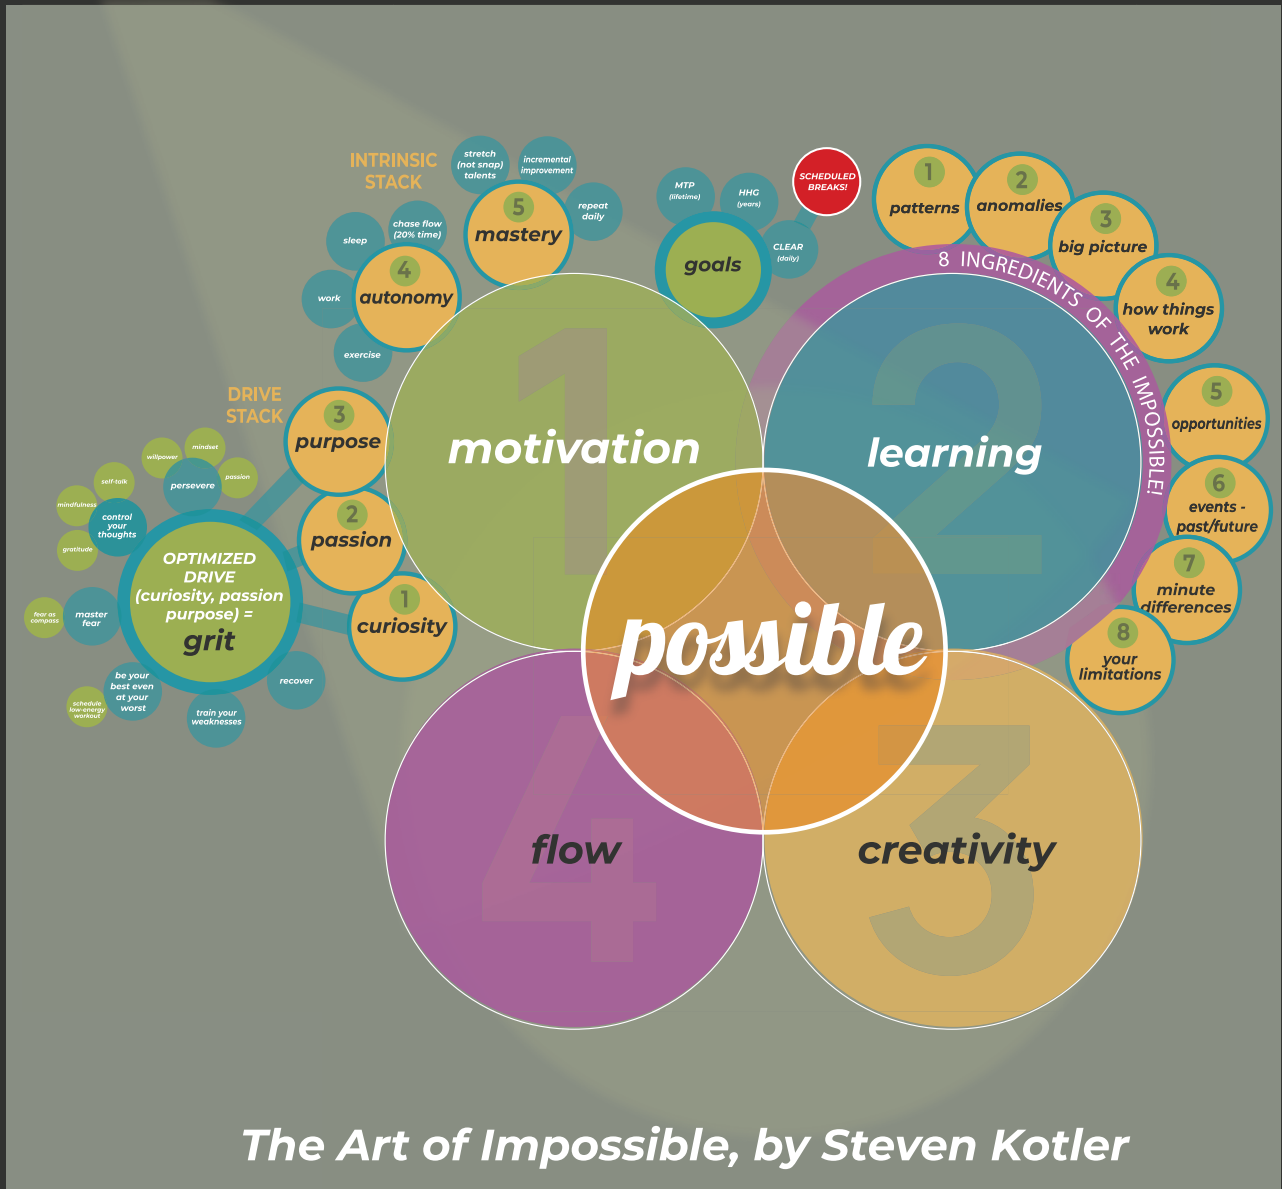 INTRINSIC
STACK
stretch
(not snap)
talents
incremental
improvement
repeat
daily
5
mastery
sleep
chase flow
(20% time)
work
exercise
4
autonomy
MTP
(lifetime)
HHG
(years)
CLEAR
(daily)
SCHEDULED
BREAKS!
goals
1
patterns
2
anomalies
3
big picture
4
how things
work
5
opportunities
6
events -
past/future
7
minute
differences
8
your
limitations
8 INGREDIENTS OF THE IMPOSSIBLE!
DRIVE
STACK
3
purpose
2
passion
1
curiosity
willpower
mindset
passion
persevere
self-talk
mindfulness
gratitude
control
your
thoughts
OPTIMIZED
DRIVE
(curiosity, passion
purpose) =
grit
fear as
compass
master
fear
be your
best even
at your
worst
schedule
low-energy
workout
train your
weaknesses
recover
1
motivation
2
learning
possible
4
flow
3
creativity
The Art of Impossible, by Steven Kotler